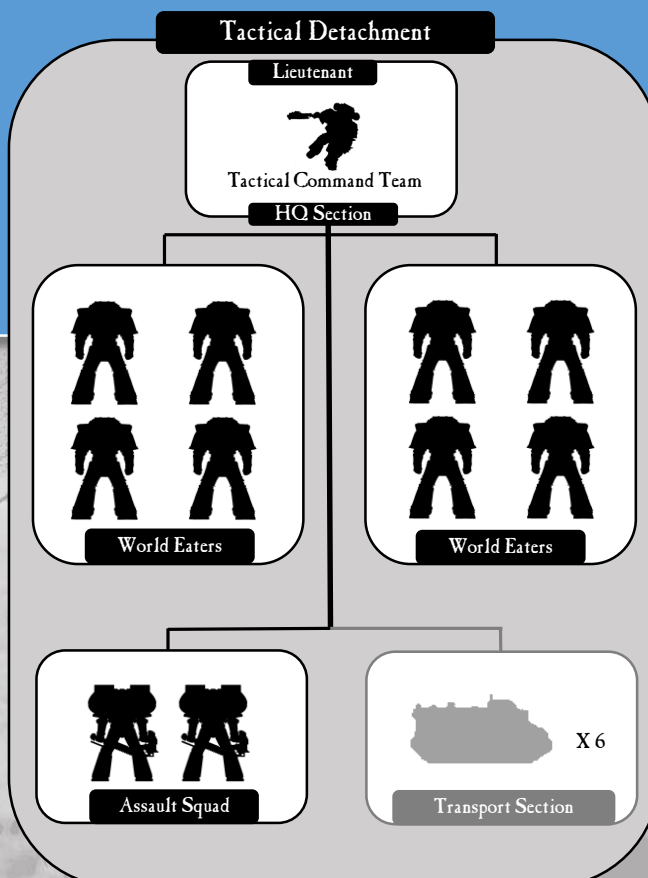 Tactical Detachment
Lieutenant
Tactical Command Team
HQ Section
World Eaters
World Eaters
X 6
Assault Squad
Transport Section